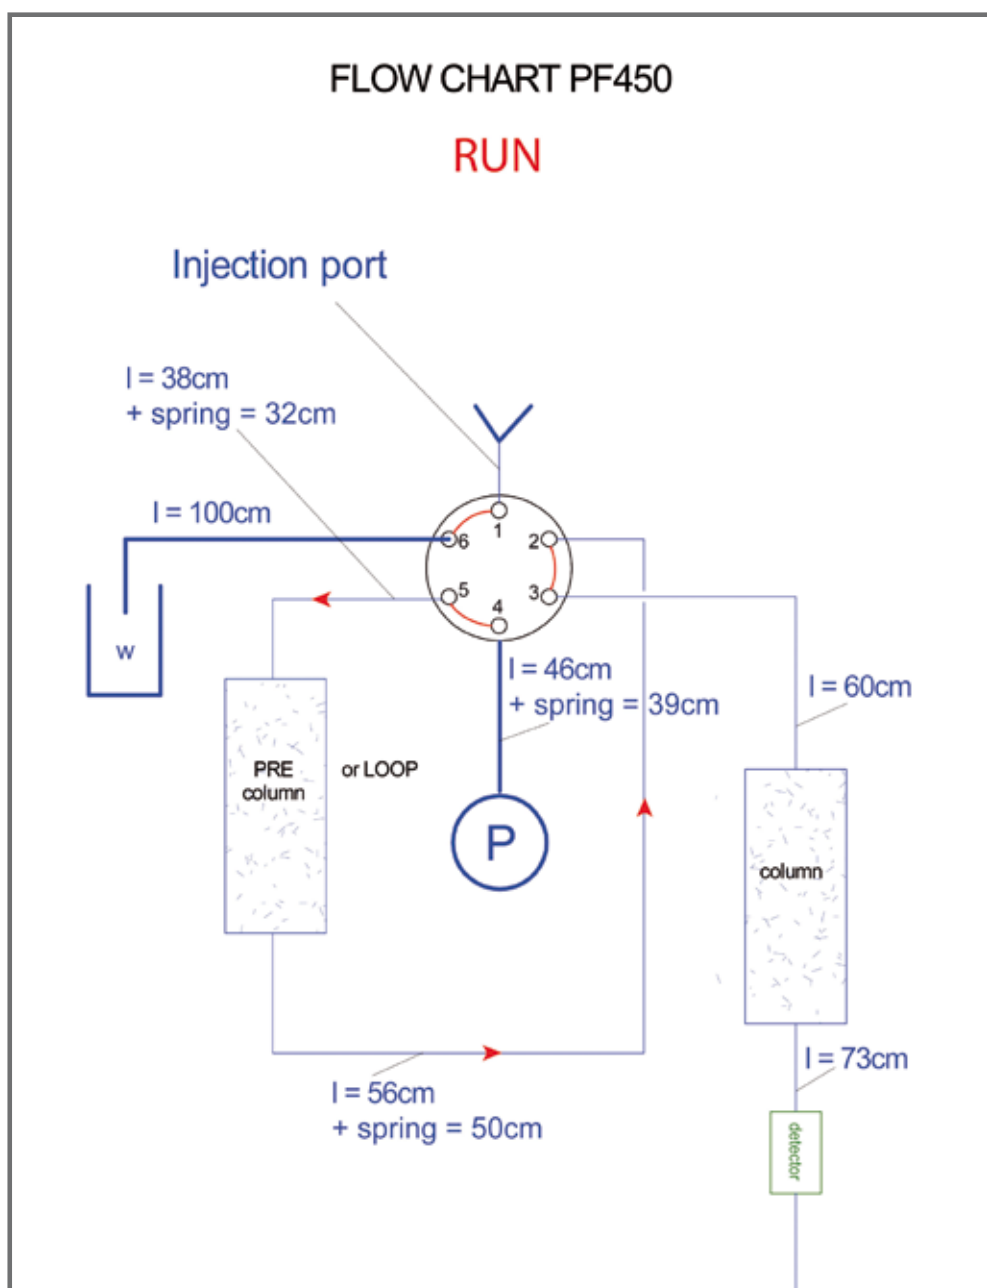 FLOW CHART PF450
RUN
Injection port
l = 38cm
+ spring = 32cm
l = 100cm
1
6
2
5
3
4
w
l = 46cm
+ spring = 39cm
l = 60cm
PRE
column
or LOOP
P
column
l = 73cm
l = 56cm
+ spring = 50cm
detector